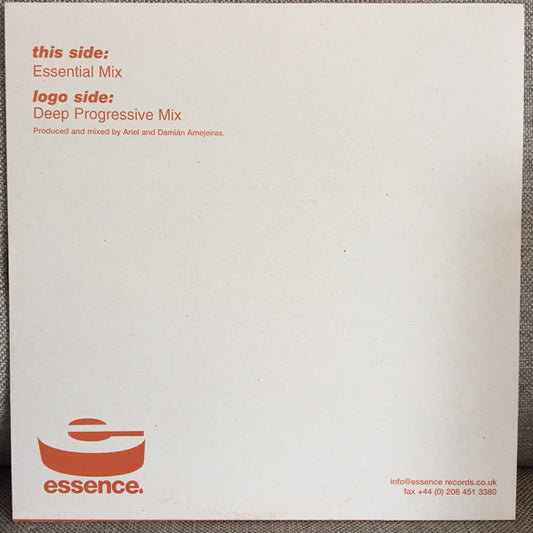 this side:
Essential Mix
logo side:
Deep Progressive Mix
Produced and mixed by Ariel and Damián Amejeiras.
essence.
info@essence records.co.uk
fax +44 (0) 208 451 3380